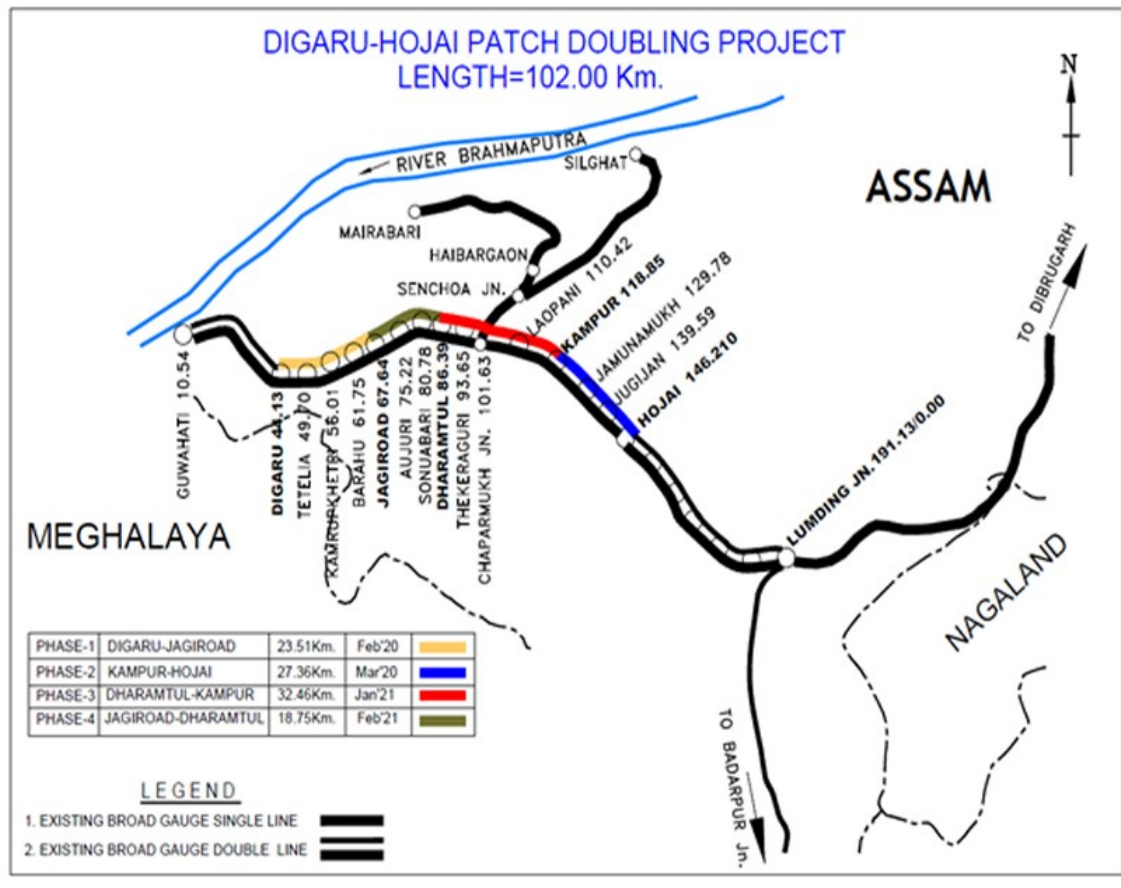 DIGARU-HOJAI PATCH DOUBLING PROJECT
LENGTH=102.00 Km.
N
RIVER BRAHMAPUTRA
SILGHAT
ASSAM
MAIRABARI
HAIBARGAON
SENCHOA JN.
LAOPANI 110.42
KAMPUR 118.85
JAMUNAMUKH 129.78
JUGIJAN 139.59
HOJAI 146.210
TO DIBRUGARH
GUWAHATI 10.54
DIGARU 44.13
TETELIA 49.70
KAMRUPKHETRI 56.01
BARAHU 61.75
JAGIROAD 67.64
AUJURI 75.22
SONUABARI 80.78
DHARAMTUL 86.39
THEKERAGURI 93.65
CHAPARMUKH JN. 101.63
LUMDING JN.191.13/0.00
MEGHALAYA
NAGALAND
PHASE-1 DIGARU-JAGIROAD 23.51Km. Feb'20
PHASE-2 KAMPUR-HOJAI 27.36Km. Mar'20
PHASE-3 DHARAMTUL-KAMPUR 32.46Km. Jan'21
PHASE-4 JAGIROAD-DHARAMTUL 18.75Km. Feb'21
TO BADARPUR Jn.
LEGEND
1. EXISTING BROAD GAUGE SINGLE LINE
2. EXISTING BROAD GAUGE DOUBLE LINE